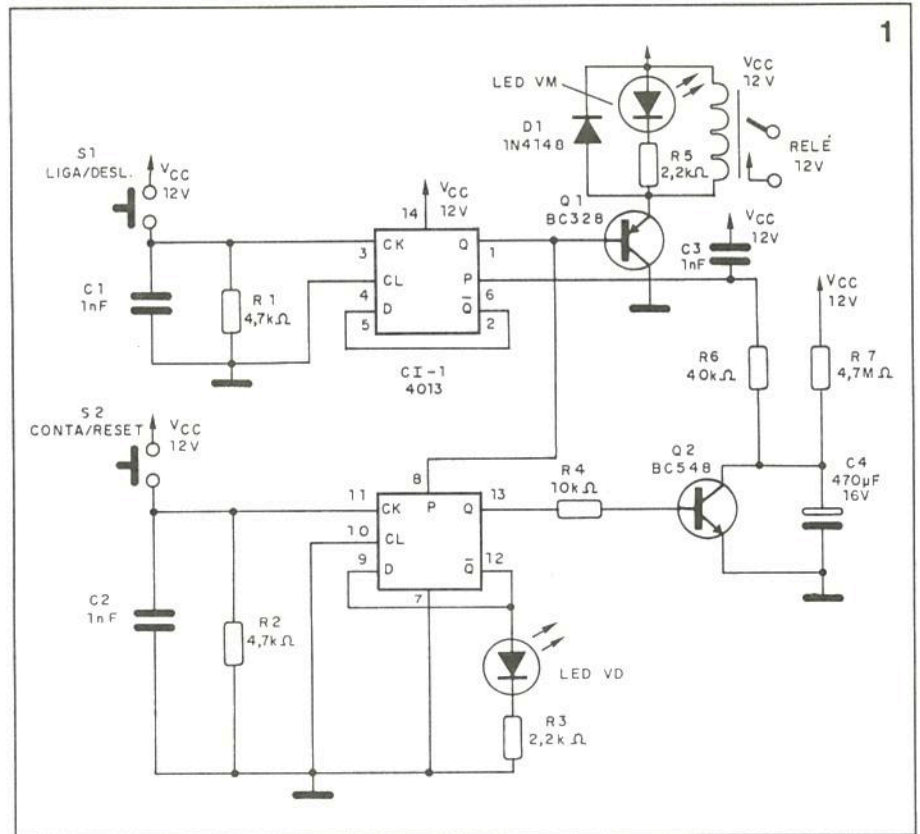 1
LED VM
VCC
12V
D1
1N4148
R5
2,2kΩ
RELÉ
12V
S1
LIGA/DESL.
VCC
12V
VCC
12V
14
Q1
BC328
C3
1nF
VCC
12V
3
CK
Q
1
CL
P
4
6
D
Q
5
2
C1
1nF
R1
4,7kΩ
CI-1
4013
VCC
12V
R6
40kΩ
R7
4,7MΩ
S2
CONTA/RESET
VCC
12V
8
R4
10kΩ
Q2
BC548
C4
470μF
16V
11
CK
P
Q
13
10
CL
9
D
Q
12
7
C2
1nF
R2
4,7kΩ
LED VD
R3
2,2kΩ